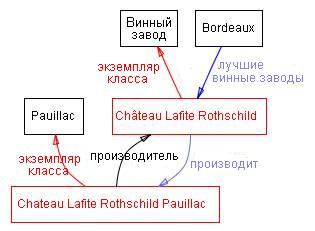 Винный
завод
Bordeaux
экземпляр
класса
лучшие
винные заводы
Pauillac
Château Lafite Rothschild
экземпляр
класса
производитель
производит
Chateau Lafite Rothschild Pauillac